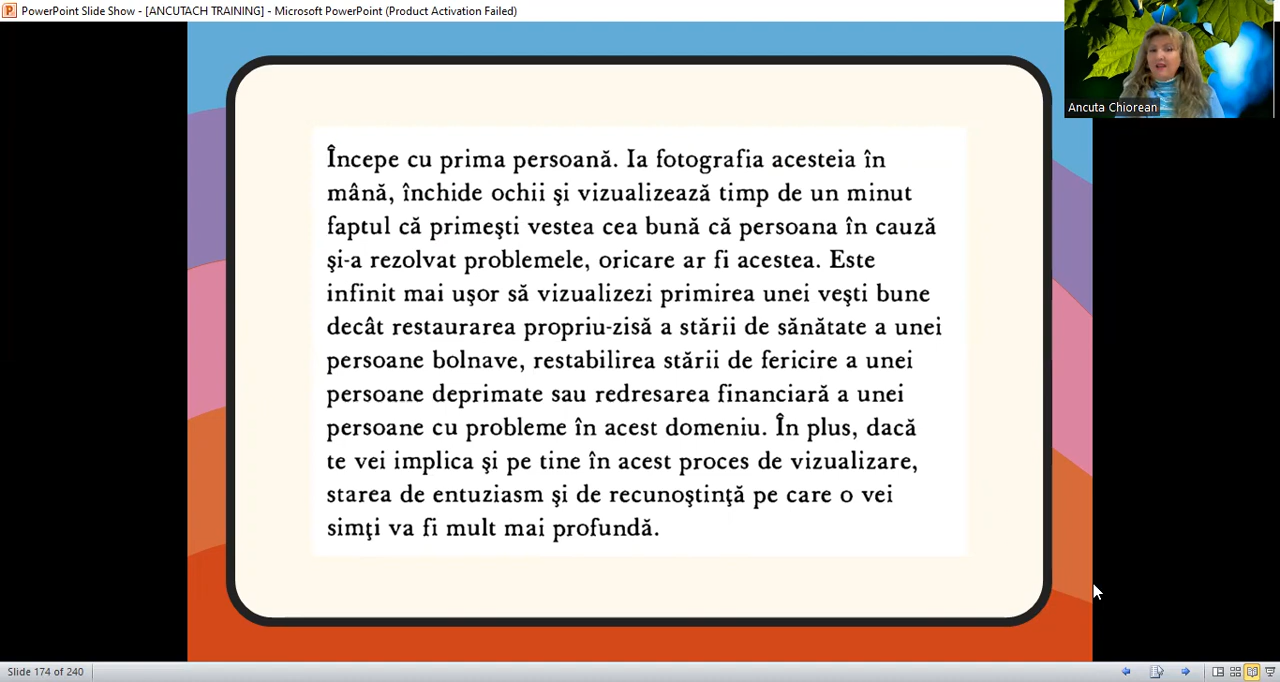 PowerPoint Slide Show - [ANCUTACH TRAINING] - Microsoft PowerPoint (Product Activation Failed)
Ancuta Chiorean
Începe cu prima persoană. Ia fotografia acesteia în
mână, închide ochii şi vizualizează timp de un minut
faptul că primeşti vestea cea bună că persoana în cauză
şi-a rezolvat problemele, oricare ar fi acestea. Este
infinit mai uşor să vizualizezi primirea unei veşti bune
decât restaurarea propriu-zisă a stării de sănătate a unei
persoane bolnave, restabilirea stării de fericire a unei
persoane deprimate sau redresarea financiară a unei
persoane cu probleme în acest domeniu. În plus, dacă
te vei implica şi pe tine în acest proces de vizualizare,
starea de entuziasm şi de recunoştinţă pe care o vei
simţi va fi mult mai profundă.
Slide 174 of 240